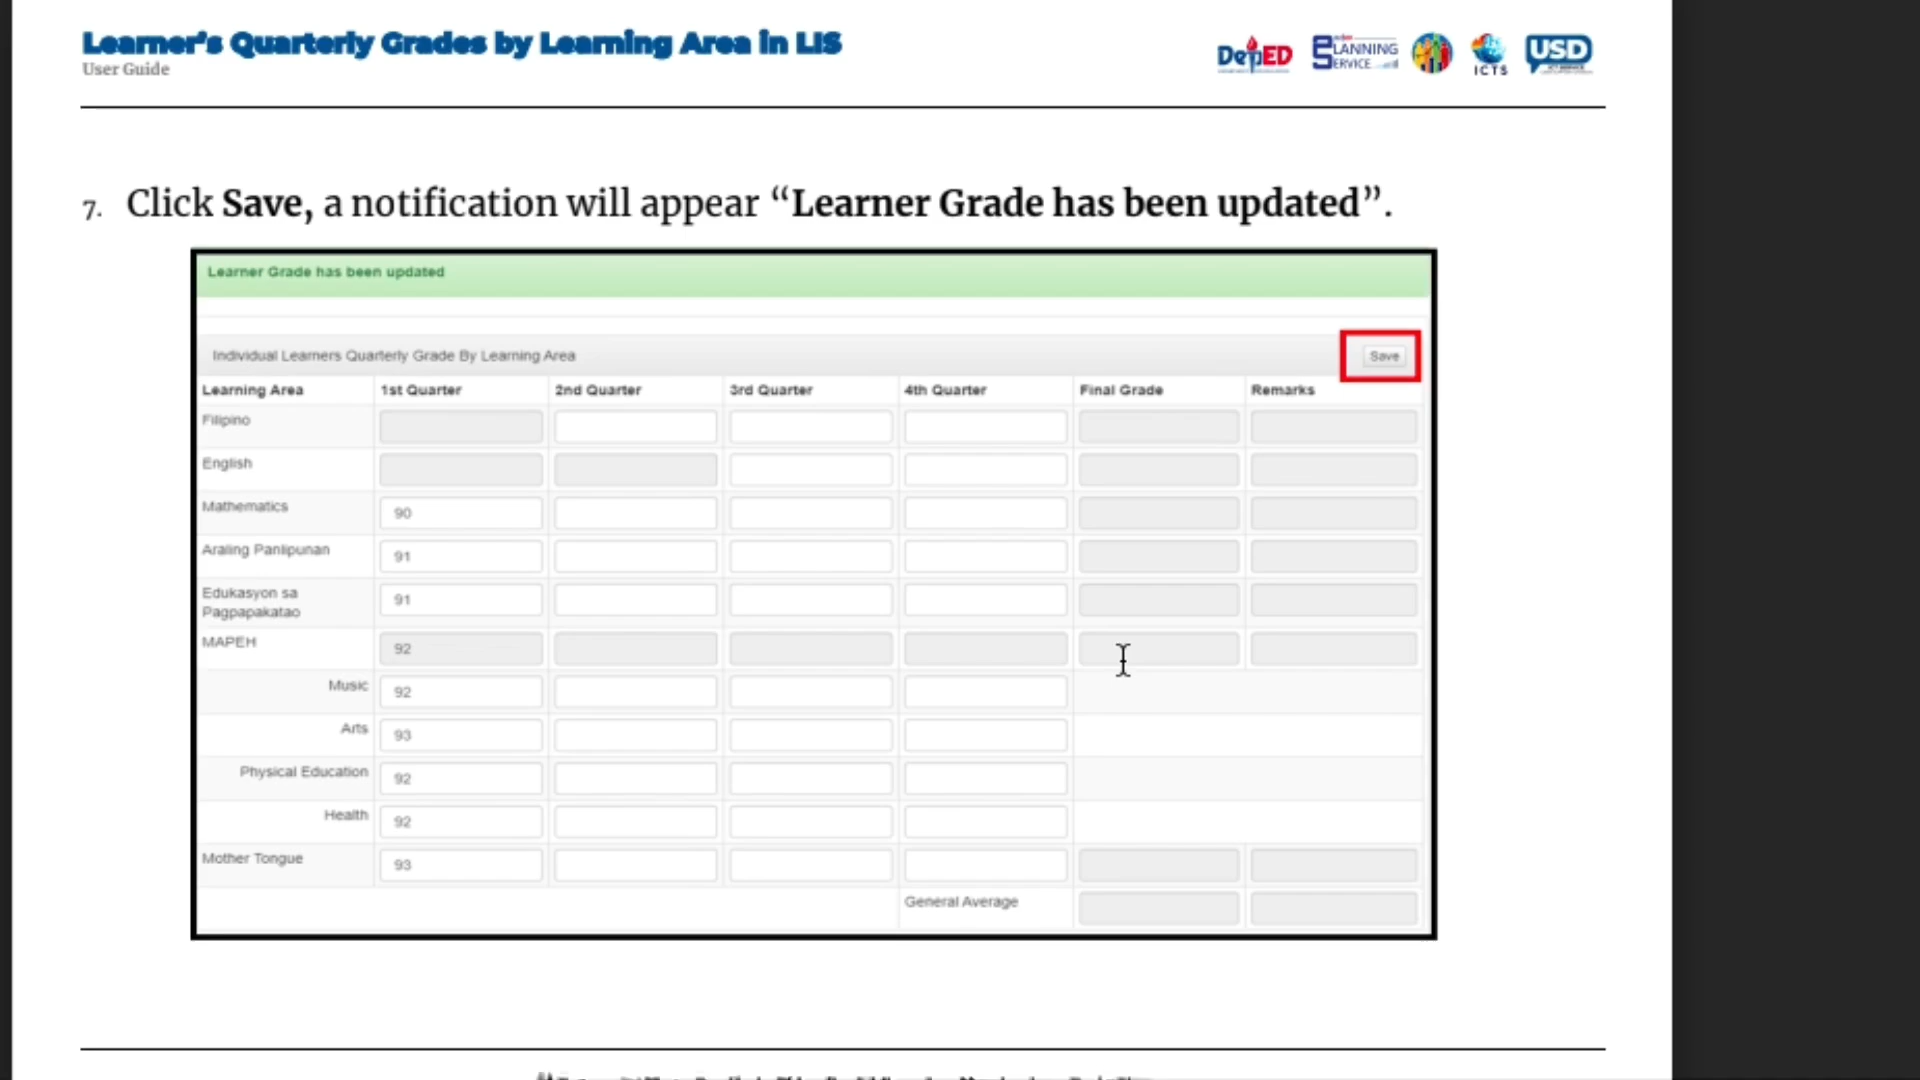 Learner's Quarterly Grades by Learning Area in LIS
User Guide
DepED
PLANNING
SERVICE
ICTS
USD
7. Click Save, a notification will appear “Learner Grade has been updated”.
Learner Grade has been updated
Individual Learners Quarterly Grade By Learning Area
Save
Learning Area 1st Quarter 2nd Quarter 3rd Quarter 4th Quarter Final Grade Remarks
Filipino
English
Mathematics 90
Araling Panlipunan 91
Edukasyon sa
Pagpapakatao 91
MAPEH 92
Music 92
Arts 93
Physical Education 92
Health 92
Mother Tongue 93
General Average